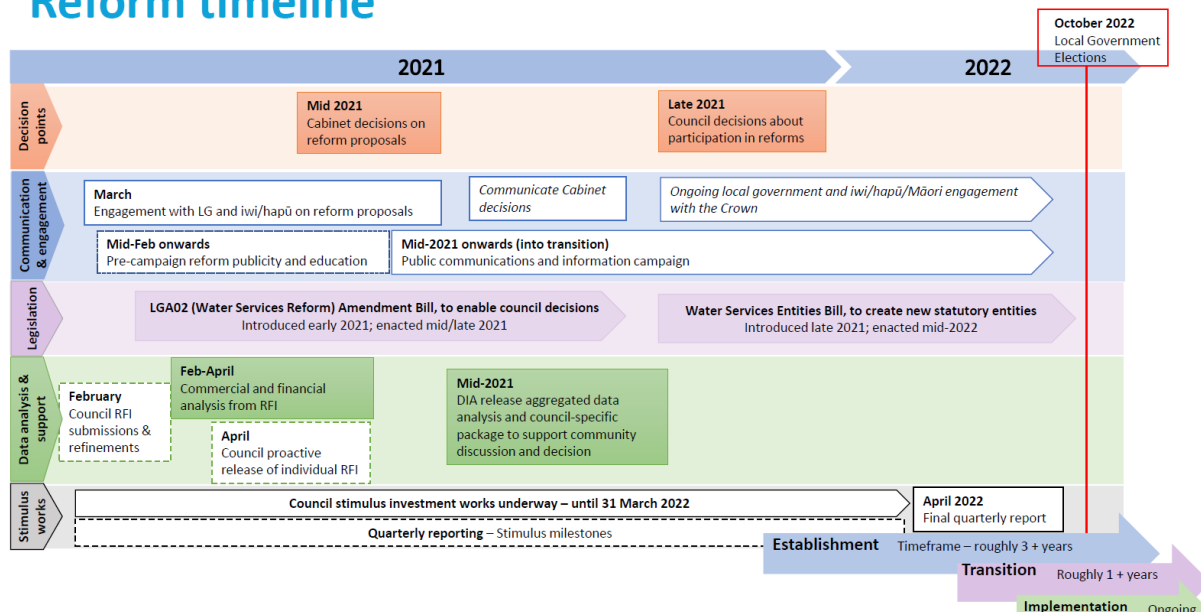 Reform timeline
October 2022
Local Government
Elections
2021
2022
Decision
points
Mid 2021
Cabinet decisions on
reform proposals
Late 2021
Council decisions about
participation in reforms
Communication
& engagement
March
Engagement with LG and iwi/hapū on reform proposals
Communicate Cabinet
decisions
Ongoing local government and iwi/hapū/Māori engagement
with the Crown
Mid-Feb onwards
Pre-campaign reform publicity and education
Mid-2021 onwards (into transition)
Public communications and information campaign
Legislation
LGA02 (Water Services Reform) Amendment Bill, to enable council decisions
Introduced early 2021; enacted mid/late 2021
Water Services Entities Bill, to create new statutory entities
Introduced late 2021; enacted mid-2022
Data analysis &
support
February
Council RFI
submissions &
refinements
Feb-April
Commercial and financial
analysis from RFI
April
Council proactive
release of individual RFI
Mid-2021
DIA release aggregated data
analysis and council-specific
package to support community
discussion and decision
Stimulus
works
Council stimulus investment works underway – until 31 March 2022
Quarterly reporting – Stimulus milestones
April 2022
Final quarterly report
Establishment Timeframe – roughly 3 + years
Transition Roughly 1 + years
Implementation Ongoing